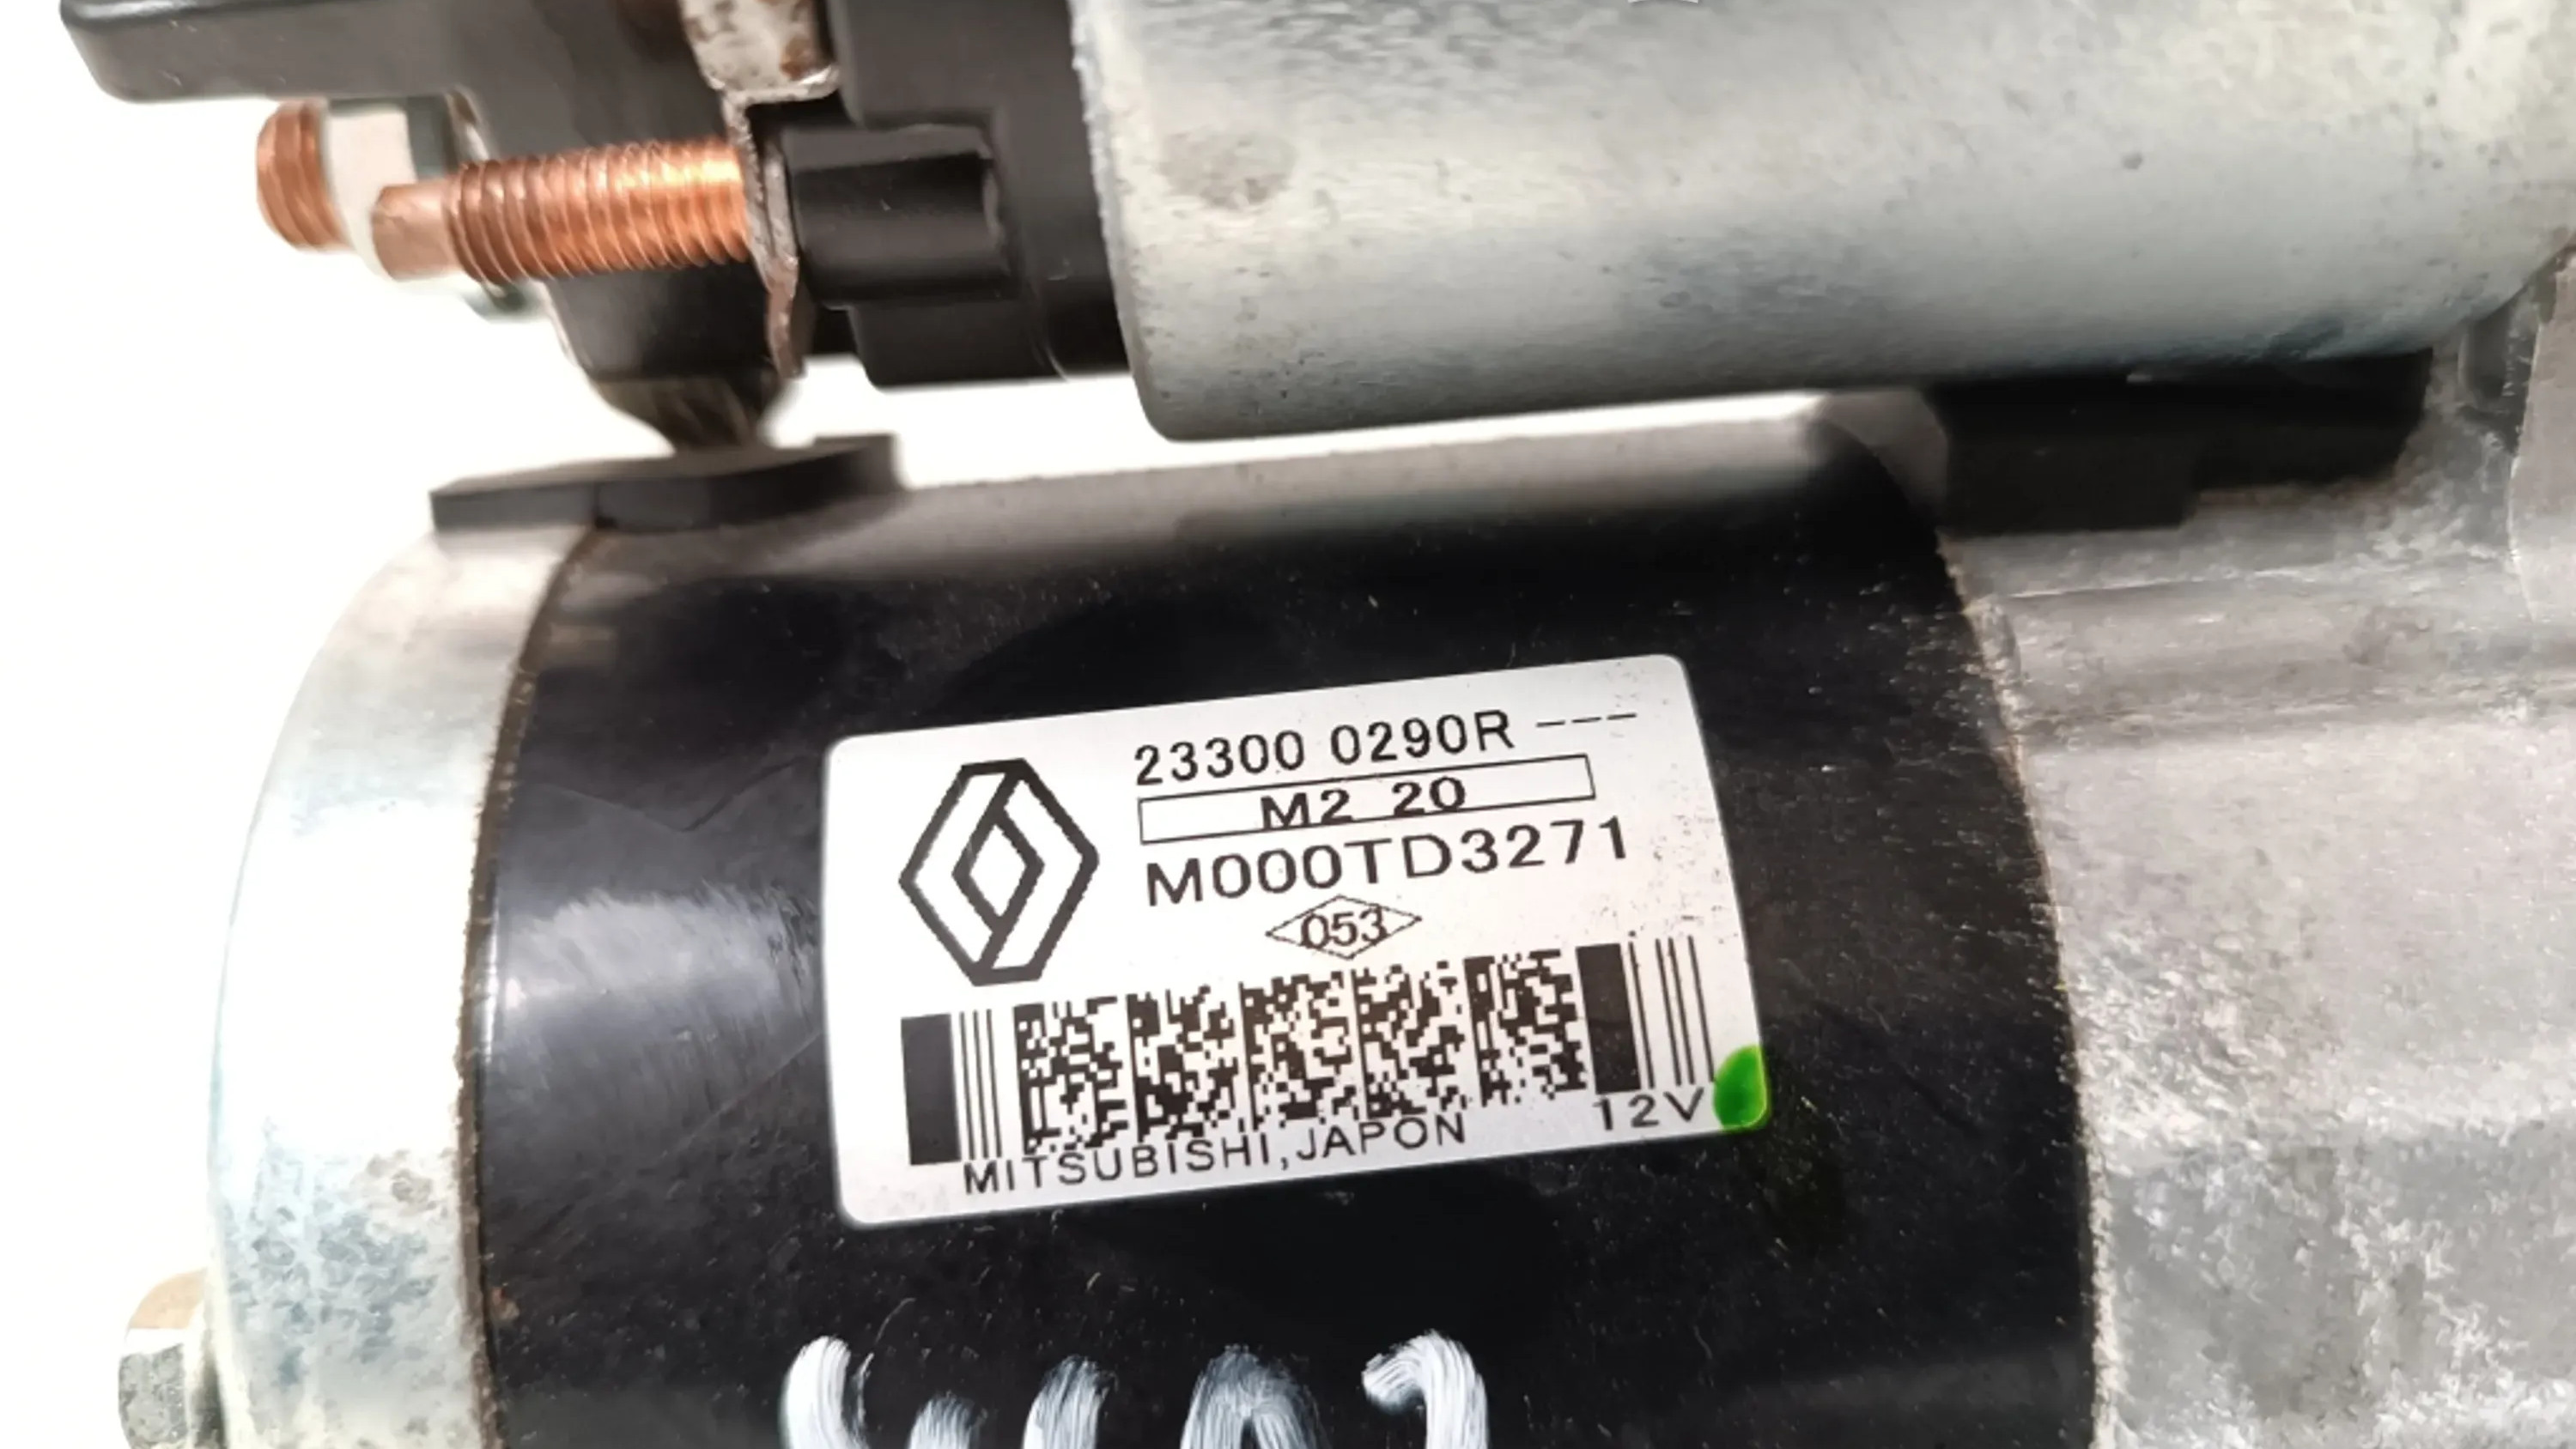 23300 0290R ---
M2 20
M000TD3271
053
12V
MITSUBISHI,JAPON